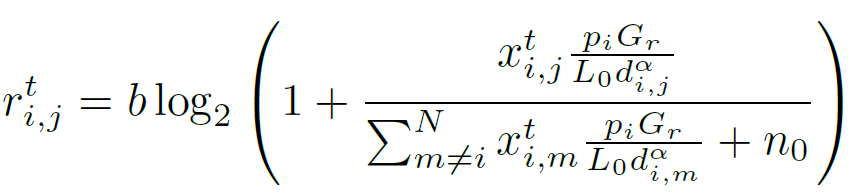 r_{i,j}^{t} = b \log_2 \left( 1 + \frac{x_{i,j}^{t} \frac{p_i G_r}{L_0 d_{i,j}^{\alpha}}}{\sum_{m \neq i}^{N} x_{i,m}^{t} \frac{p_i G_r}{L_0 d_{i,m}^{\alpha}} + n_0} \right)